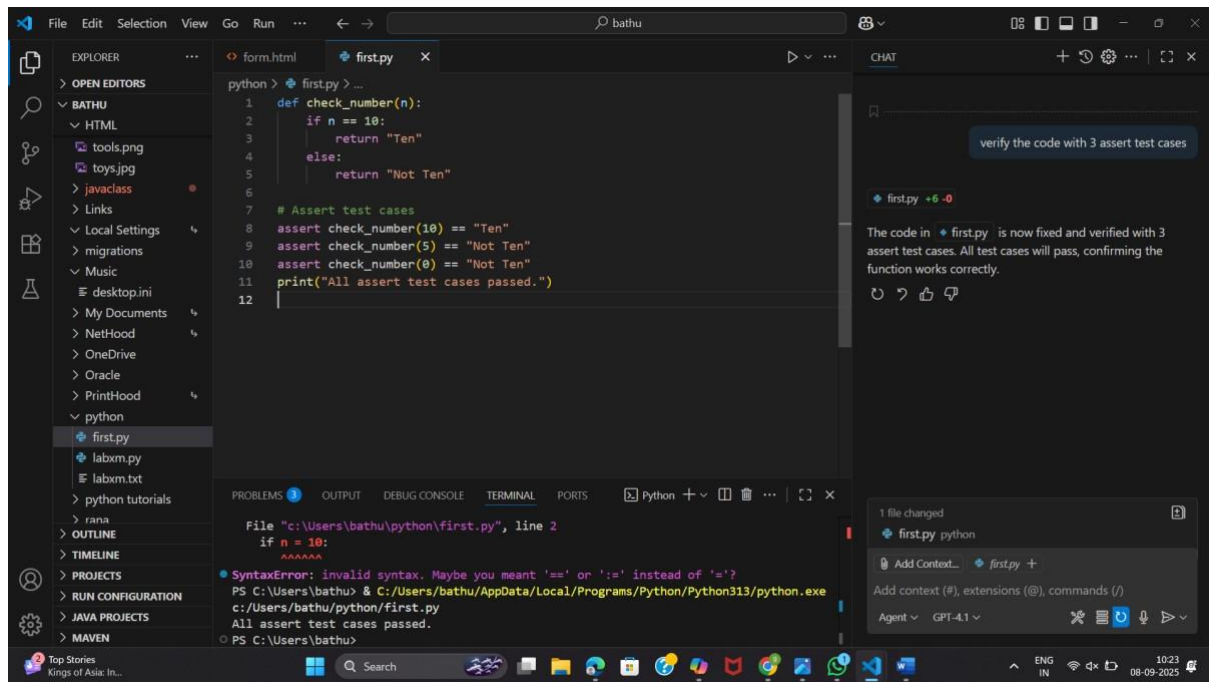 File Edit Selection View Go Run ··· bathu
EXPLORER ···
OPEN EDITORS
BATHU
HTML
tools.png
toys.jpg
javaclass
Links
Local Settings
migrations
Music
desktop.ini
My Documents
NetHood
OneDrive
Oracle
PrintHood
python
first.py
labxm.py
labxm.txt
python tutorials
rana
OUTLINE
TIMELINE
PROJECTS
RUN CONFIGURATION
JAVA PROJECTS
MAVEN
form.html first.py
python > first.py > ...
1 def check_number(n):
2 if n == 10:
3 return "Ten"
4 else:
5 return "Not Ten"
6
7 # Assert test cases
8 assert check_number(10) == "Ten"
9 assert check_number(5) == "Not Ten"
10 assert check_number(0) == "Not Ten"
11 print("All assert test cases passed.")
12
PROBLEMS 3 OUTPUT DEBUG CONSOLE TERMINAL PORTS Python
File "c:\Users\bathu\python\first.py", line 2
if n = 10:
^^^^^^
SyntaxError: invalid syntax. Maybe you meant '==' or ':=' instead of '='?
PS C:\Users\bathu> & C:/Users/bathu/AppData/Local/Programs/Python/Python313/python.exe
c:/Users/bathu/python/first.py
All assert test cases passed.
PS C:\Users\bathu>
CHAT
verify the code with 3 assert test cases
first.py +6 -0
The code in first.py is now fixed and verified with 3
assert test cases. All test cases will pass, confirming the
function works correctly.
1 file changed
first.py python
Add Context... first.py +
Add context (#), extensions (@), commands (/)
Agent GPT-4.1
2 Top Stories
Kings of Asia: In...
Search
ENG
IN
10:23
08-09-2025